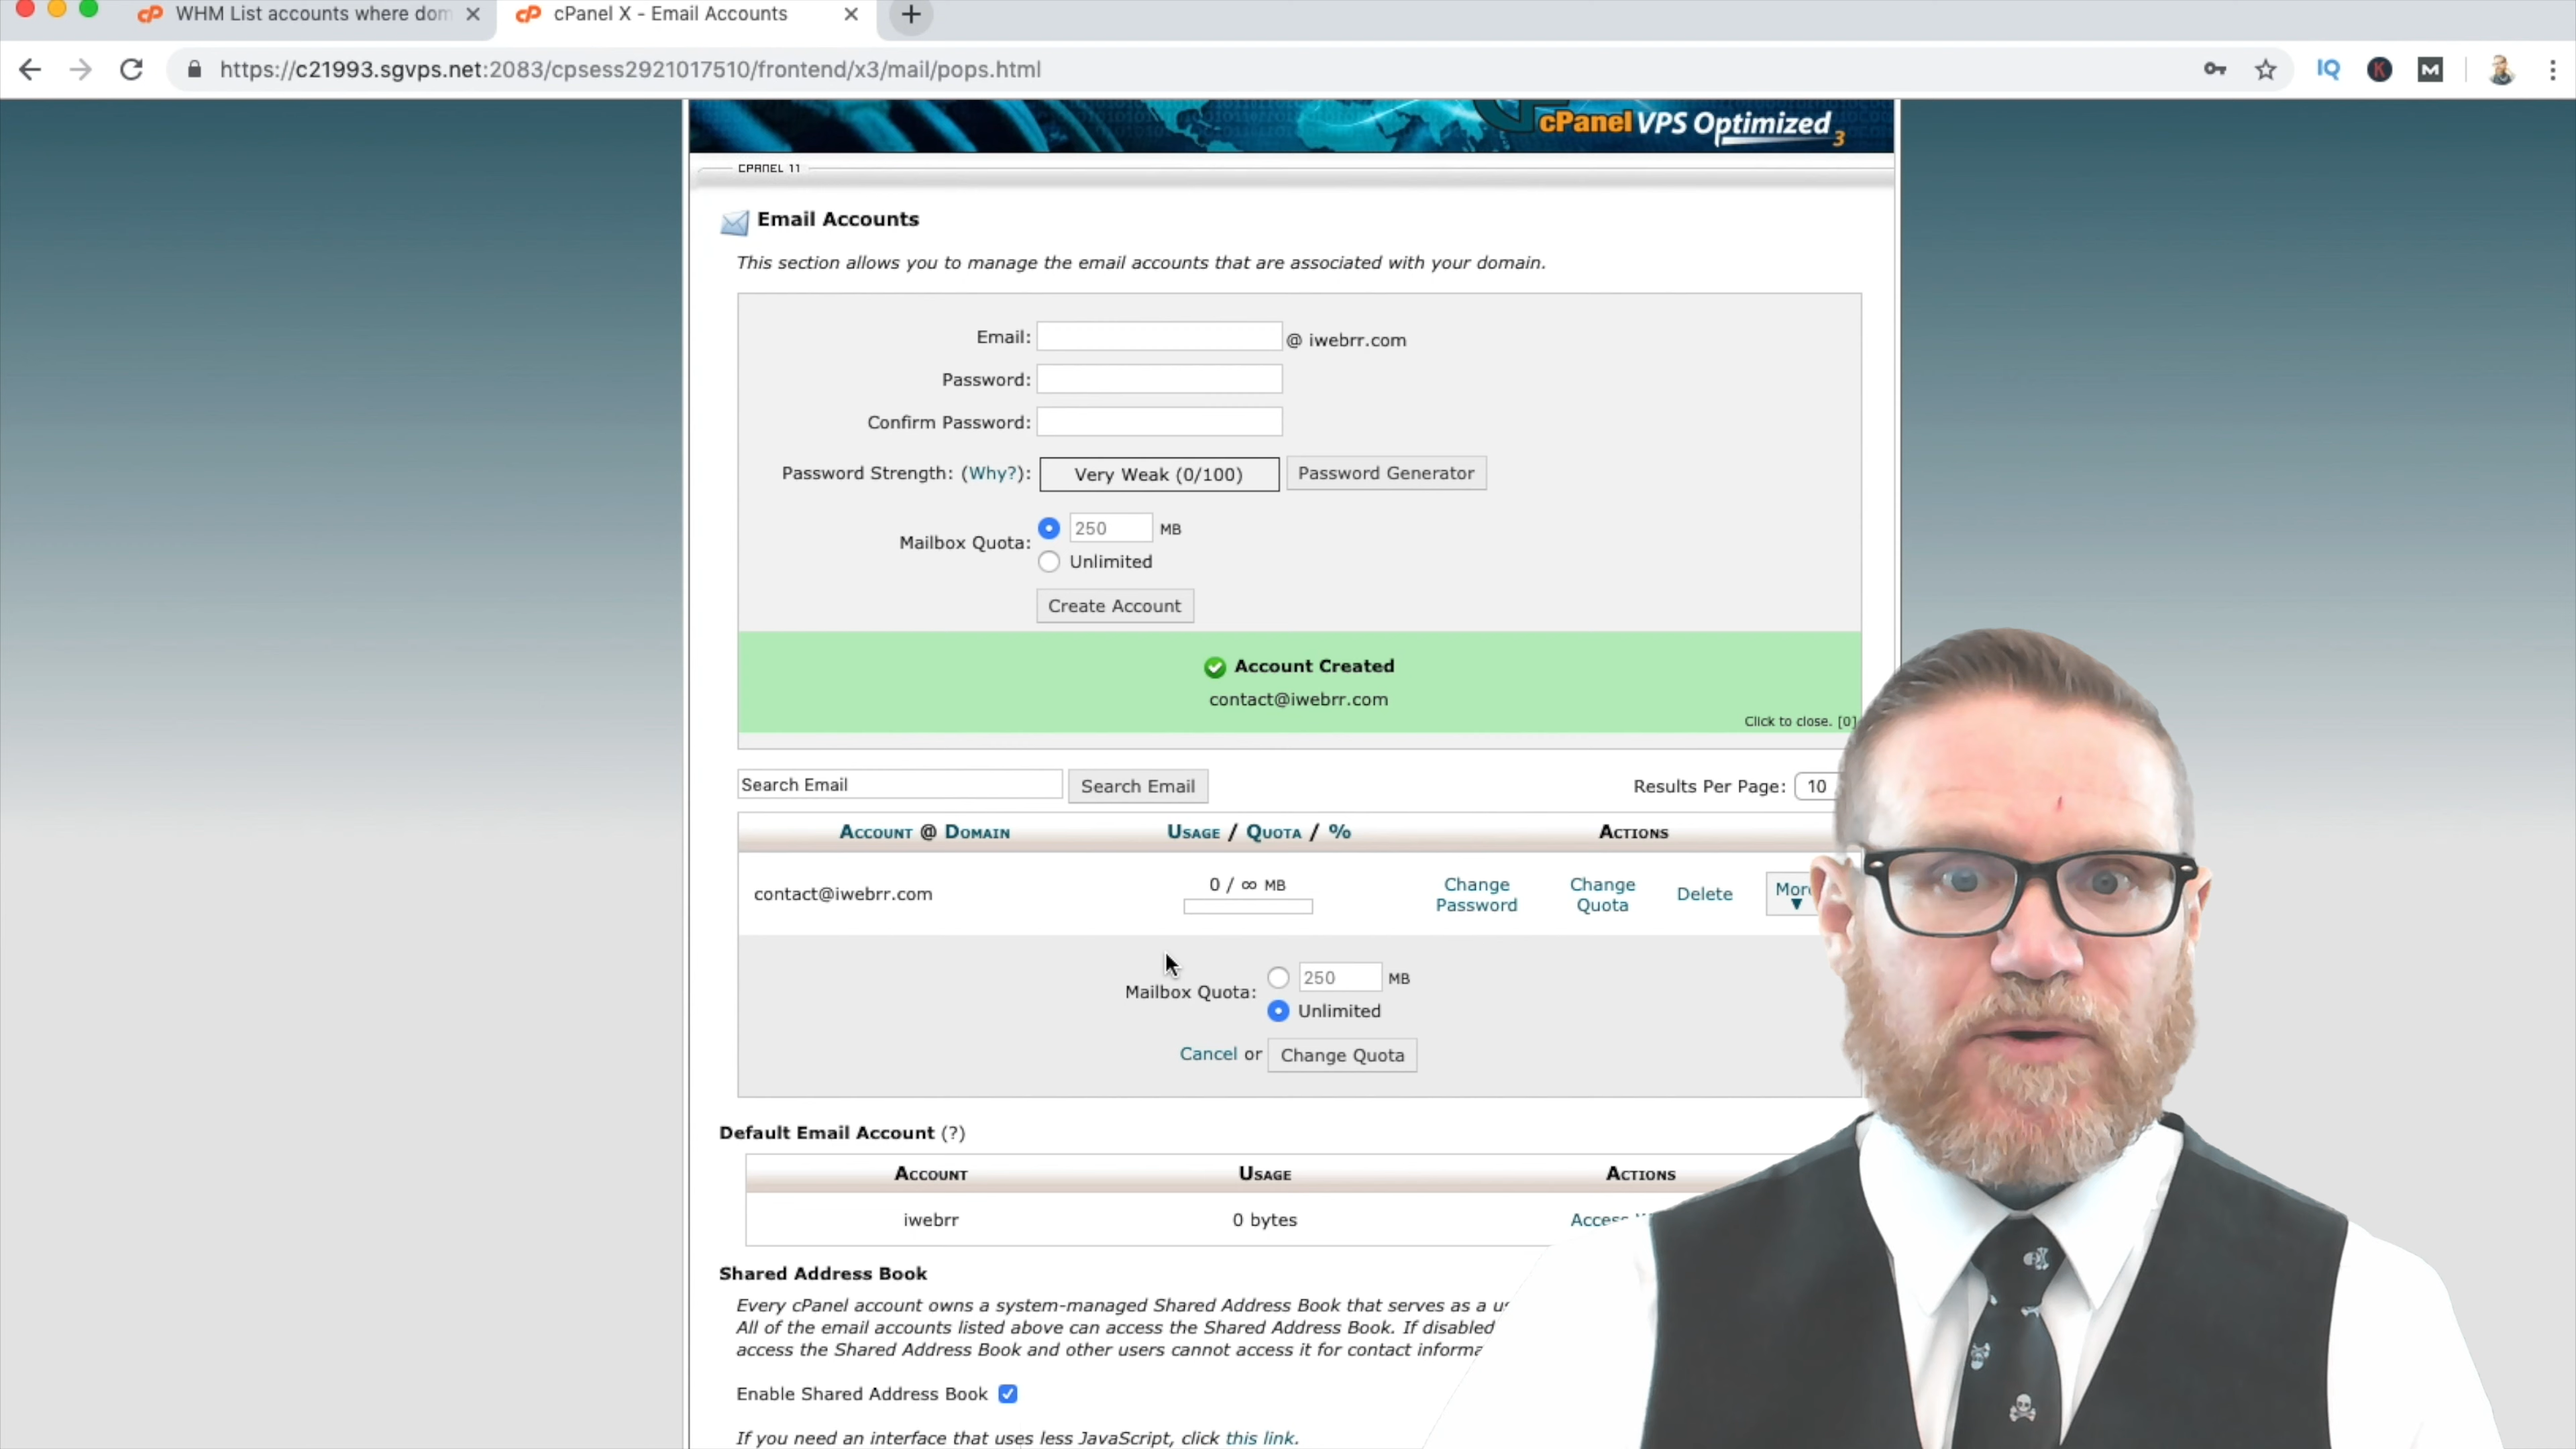 WHM List accounts where dom
cPanel X - Email Accounts
https://c21993.sgvps.net:2083/cpsess2921017510/frontend/x3/mail/pops.html
IQ
K
M
cPanel VPS Optimized 3
CPANEL 11
Email Accounts
This section allows you to manage the email accounts that are associated with your domain.
Email:
@ iwebrr.com
Password:
Confirm Password:
Password Strength: (Why?):
Very Weak (0/100)
Password Generator
Mailbox Quota:
250
MB
Unlimited
Create Account
Account Created
contact@iwebrr.com
Click to close. [0]
Search Email
Search Email
Results Per Page:
10
Account @ Domain
Usage / Quota / %
Actions
contact@iwebrr.com
0 / ∞ MB
Change Password
Change Quota
Delete
More
▼
Mailbox Quota:
250
MB
Unlimited
Cancel or
Change Quota
Default Email Account (?)
Account
Usage
Actions
iwebrr
0 bytes
Access
Shared Address Book
Every cPanel account owns a system-managed Shared Address Book that serves as a
All of the email accounts listed above can access the Shared Address Book. If disabled
access the Shared Address Book and other users cannot access it for contact
Enable Shared Address Book
If you need an interface that uses less JavaScript, click this link.